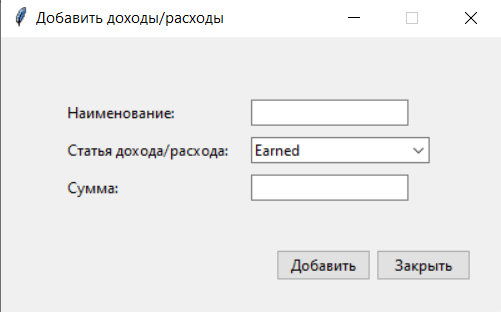 Добавить доходы/расходы
Наименование:
Статья дохода/расхода: Earned
Сумма:
Добавить Закрыть